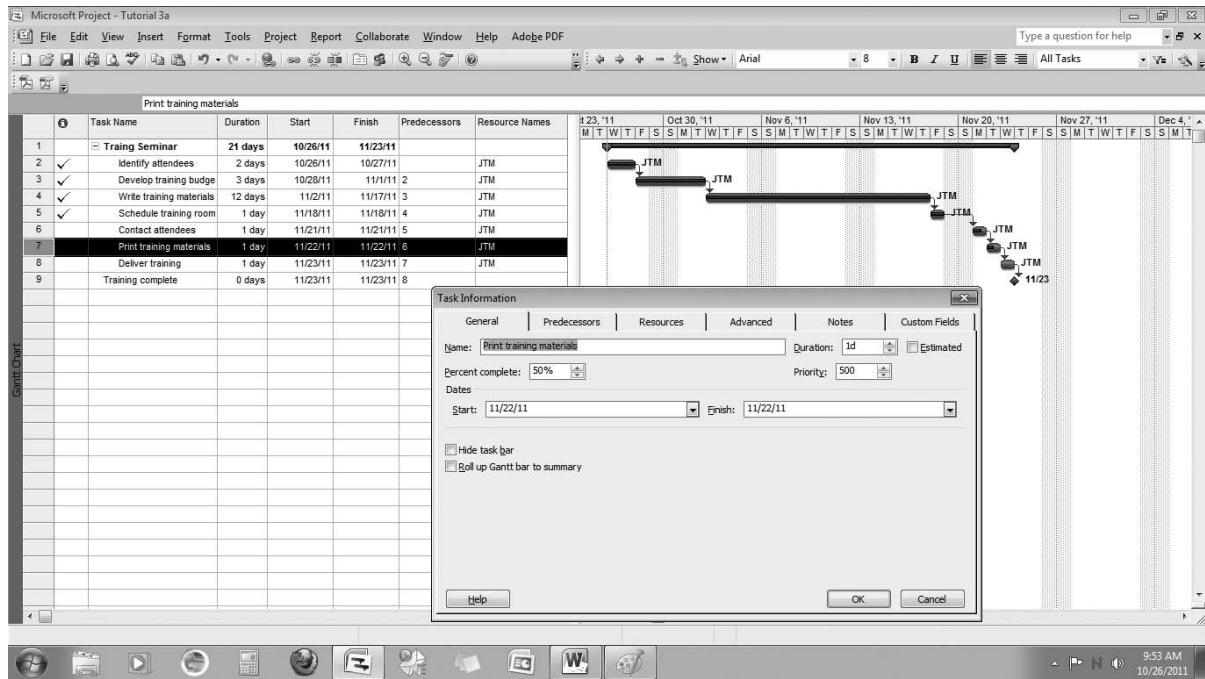 Microsoft Project - Tutorial 3a
File Edit View Insert Format Tools Project Report Collaborate Window Help Adobe PDF Type a question for help
Show Arial 8 B I U All Tasks
Print training materials
Task Name Duration Start Finish Predecessors Resource Names
t 23, '11 Oct 30, '11 Nov 6, '11 Nov 13, '11 Nov 20, '11 Nov 27, '11 Dec 4, '
M T W T F S S M T W T F S S M T W T F S S M T W T F S S M T W T F S S M T W T F S S M T
1 Traing Seminar 21 days 10/26/11 11/23/11
2 Identify attendees 2 days 10/26/11 10/27/11 JTM JTM
3 Develop training budge 3 days 10/28/11 11/1/11 2 JTM JTM
4 Write training materials 12 days 11/2/11 11/17/11 3 JTM JTM
5 Schedule training room 1 day 11/18/11 11/18/11 4 JTM JTM
6 Contact attendees 1 day 11/21/11 11/21/11 5 JTM JTM
7 Print training materials 1 day 11/22/11 11/22/11 6 JTM JTM
8 Deliver training 1 day 11/23/11 11/23/11 7 JTM JTM
9 Training complete 0 days 11/23/11 11/23/11 8 11/23
Gantt Chart
Task Information
General Predecessors Resources Advanced Notes Custom Fields
Name: Print training materials Duration: 1d Estimated
Percent complete: 50% Priority: 500
Dates
Start: 11/22/11 Finish: 11/22/11
Hide task bar
Roll up Gantt bar to summary
Help OK Cancel
9:53 AM
10/26/2011